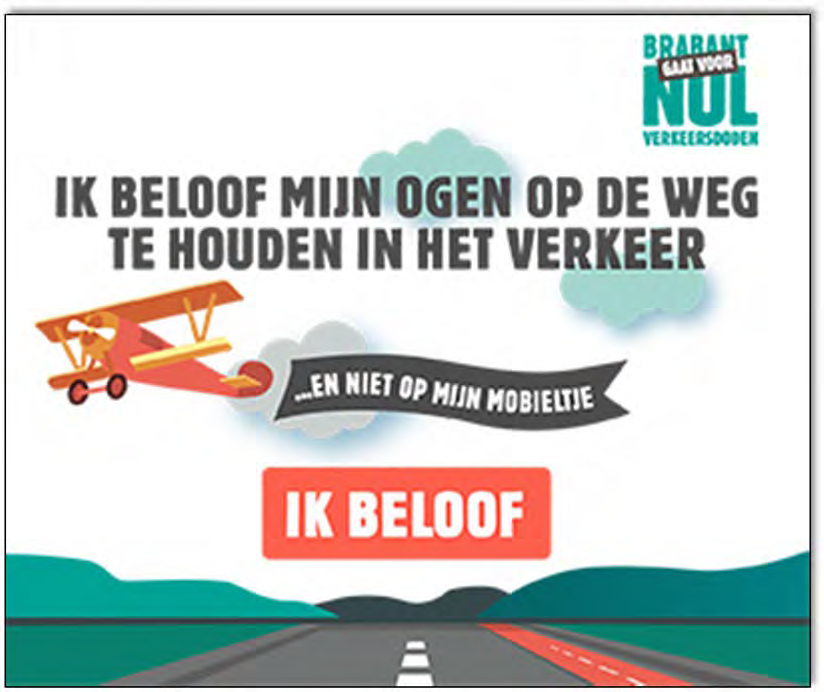 BRABANT
GAAT VOOR
NUL
VERKEERSDODEN
IK BELOOF MIJN OGEN OP DE WEG
TE HOUDEN IN HET VERKEER
...EN NIET OP MIJN MOBIELTJE
IK BELOOF